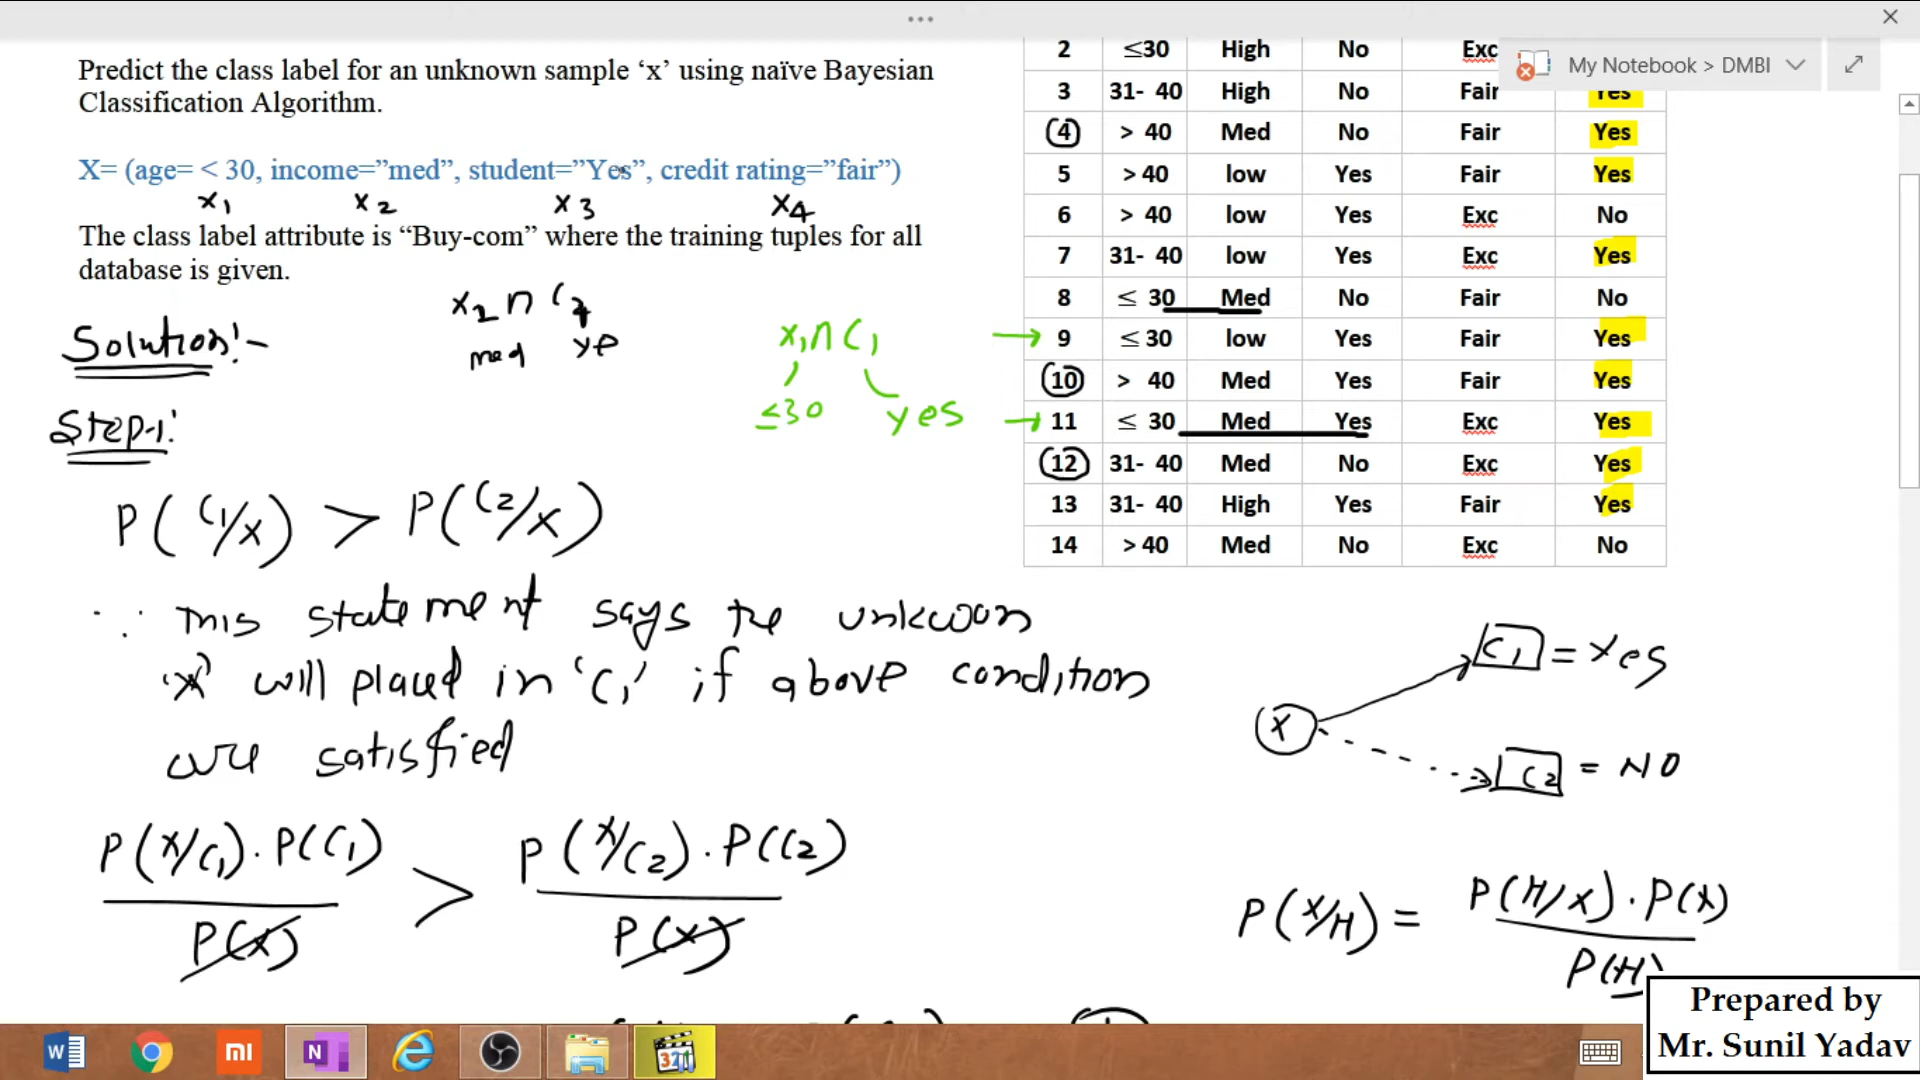 Predict the class label for an unknown sample ‘x’ using naïve Bayesian
Classification Algorithm.
X= (age= < 30, income=”med”, student=”Yes”, credit rating=”fair”)
x1 x2 x3 x4
The class label attribute is “Buy-com” where the training tuples for all
database is given.
x2 ∩ C
med ye
x1 ∩ C1
≤30 yes
Solution:-
Step-1:
P(C1/X) > P(C2/X)
∵ This statement says the unkwoon
'X' will placed in 'C1' if above condition
are satisfied
P(X/C1) . P(C1) > P(X/C2) . P(C2)
P(X) P(X)
2 ≤30 High No Exc
3 31- 40 High No Fair Yes
4 > 40 Med No Fair Yes
5 > 40 low Yes Fair Yes
6 > 40 low Yes Exc No
7 31- 40 low Yes Exc Yes
8 ≤ 30 Med No Fair No
9 ≤ 30 low Yes Fair Yes
10 > 40 Med Yes Fair Yes
11 ≤ 30 Med Yes Exc Yes
12 31- 40 Med No Exc Yes
13 31- 40 High Yes Fair Yes
14 > 40 Med No Exc No
My Notebook > DMBI
C1 = Yes
X
C2 = NO
P(X/H) = P(H/X) . P(X)
P(H)
Prepared by
Mr. Sunil Yadav
W mi N 321